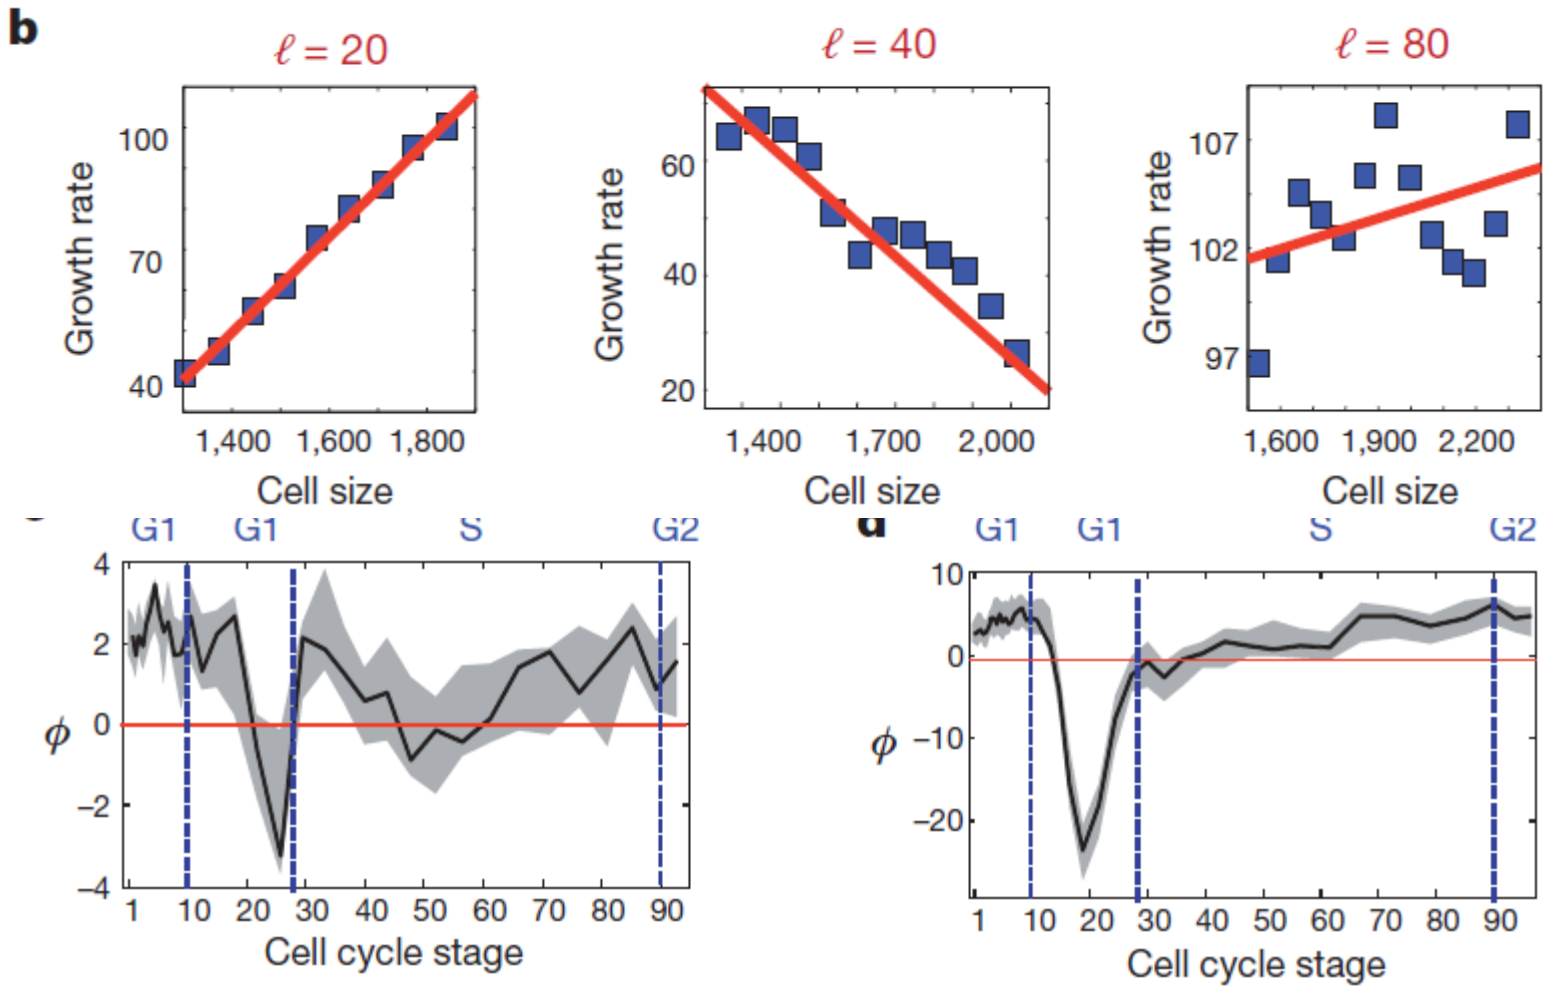 b
ℓ = 20
ℓ = 40
ℓ = 80
Growth rate
100
70
40
1,400 1,600 1,800
Cell size
Growth rate
60
40
20
1,400 1,700 2,000
Cell size
Growth rate
107
102
97
1,600 1,900 2,200
Cell size
G1 G1 S G2
4
2
0
−2
−4
ϕ
1 10 20 30 40 50 60 70 80 90
Cell cycle stage
d
G1 G1 S G2
10
0
−10
−20
ϕ
1 10 20 30 40 50 60 70 80 90
Cell cycle stage